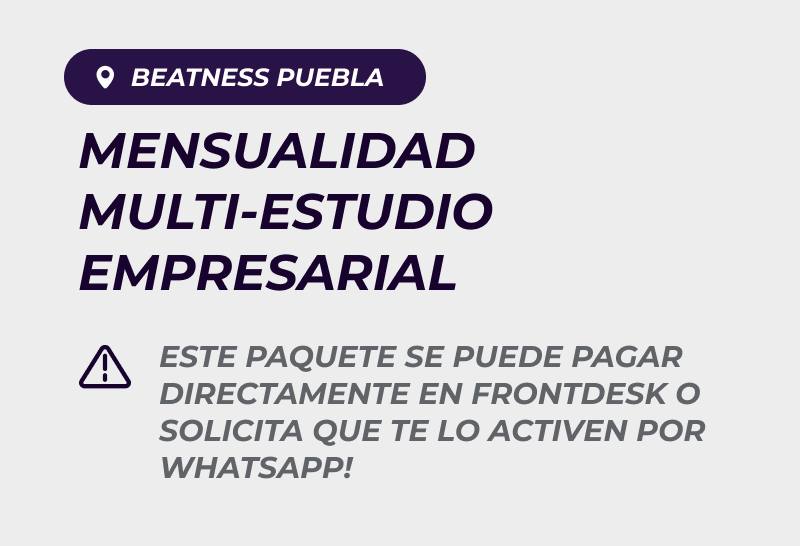 BEATNESS PUEBLA
MENSUALIDAD
MULTI-ESTUDIO
EMPRESARIAL
ESTE PAQUETE SE PUEDE PAGAR
DIRECTAMENTE EN FRONTDESK O
SOLICITA QUE TE LO ACTIVEN POR
WHATSAPP!